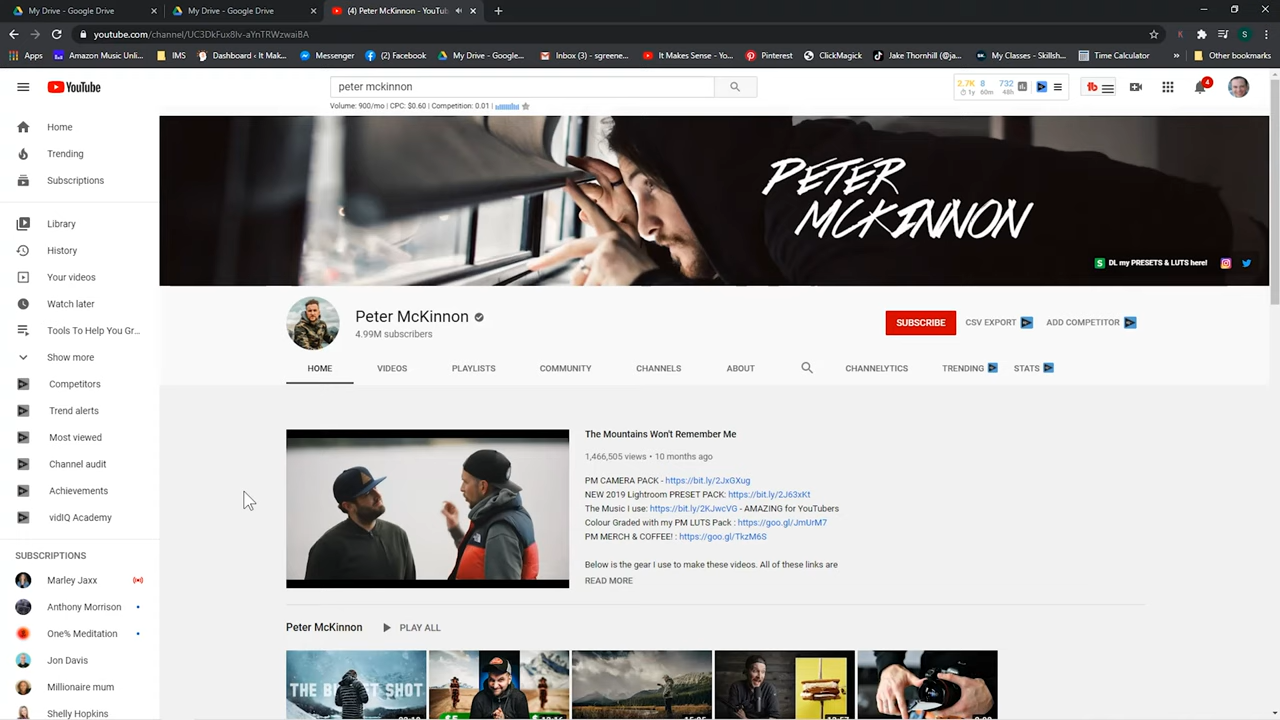 My Drive - Google Drive
My Drive - Google Drive
(4) Peter McKinnon - YouTub
youtube.com/channel/UC3DkFux8Iv-aYnTRWzwaiBA
Apps
Amazon Music Unli...
IMS
Dashboard - It Mak...
Messenger
(2) Facebook
My Drive - Google...
Inbox (3) - sgreene...
It Makes Sense - Yo...
Pinterest
ClickMagic
Jake Thornhill (@ja...
My Classes - Skillsh...
Time Calculator
»
Other bookmarks
YouTube
peter mckinnon
2.7K 8 732
1y 60m 48h
4
Volume: 900/mo | CPC: $0.60 | Competition: 0.01 |
Home
Trending
Subscriptions
Library
History
Your videos
Watch later
Tools To Help You Gr...
Show more
Competitors
Trend alerts
Most viewed
Channel audit
Achievements
vidIQ Academy
SUBSCRIPTIONS
Marley Jaxx
Anthony Morrison
One% Meditation
Jon Davis
Millionaire mum
Shelly Hopkins
PETER
MCKINNON
DL my PRESETS & LUTS here!
Peter McKinnon
4.99M subscribers
SUBSCRIBE
CSV EXPORT
ADD COMPETITOR
HOME
VIDEOS
PLAYLISTS
COMMUNITY
CHANNELS
ABOUT
CHANNELYTICS
TRENDING
STATS
The Mountains Won't Remember Me
1,466,505 views • 10 months ago
PM CAMERA PACK - https://bit.ly/2JxGXug
NEW 2019 Lightroom PRESET PACK: https://bit.ly/2J63xKt
The Music I use: https://bit.ly/2KJwcVG - AMAZING for YouTubers
Colour Graded with my PM LUTS Pack : https://goo.gl/JmUrM7
PM MERCH & COFFEE! : https://goo.gl/TkzM6S
Below is the gear I use to make these videos. All of these links are
READ MORE
Peter McKinnon
PLAY ALL